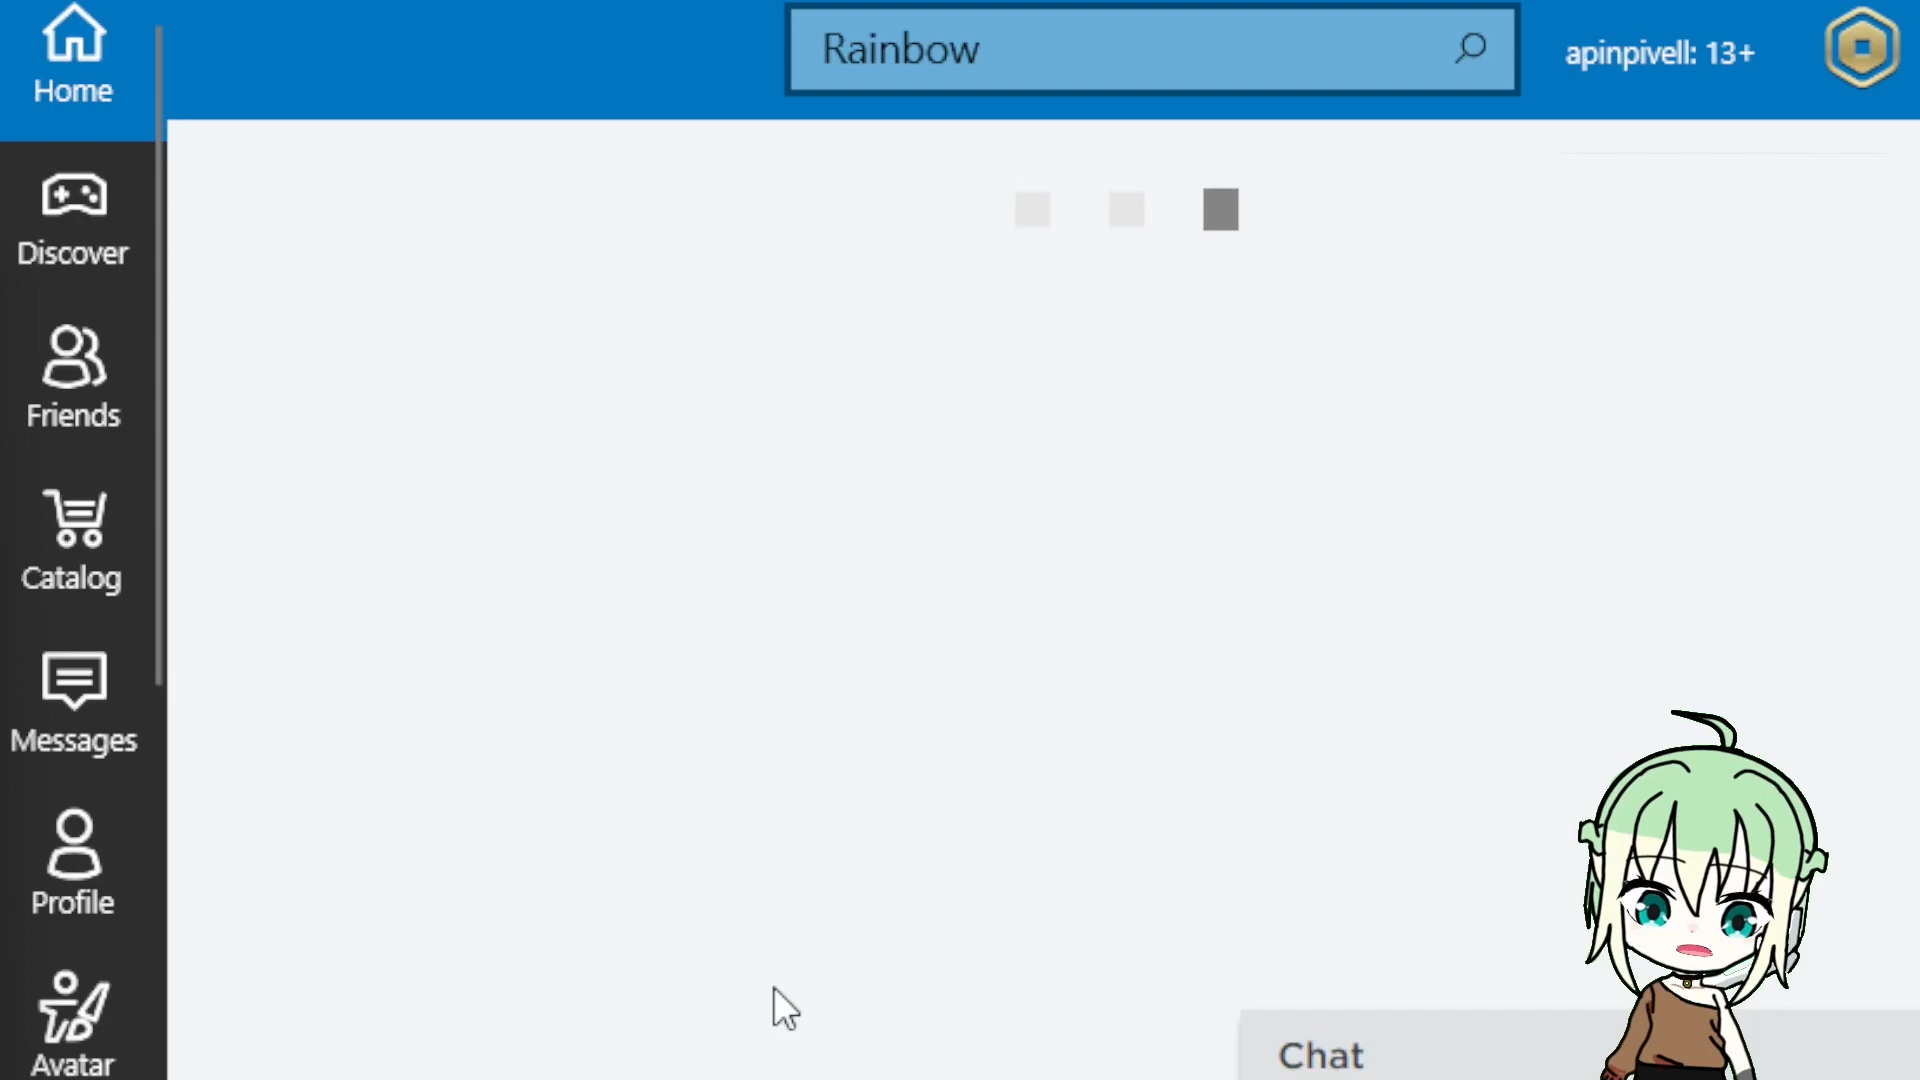 Rainbow
apinpivell: 13+
Home
Discover
Friends
Catalog
Messages
Profile
Avatar
Chat